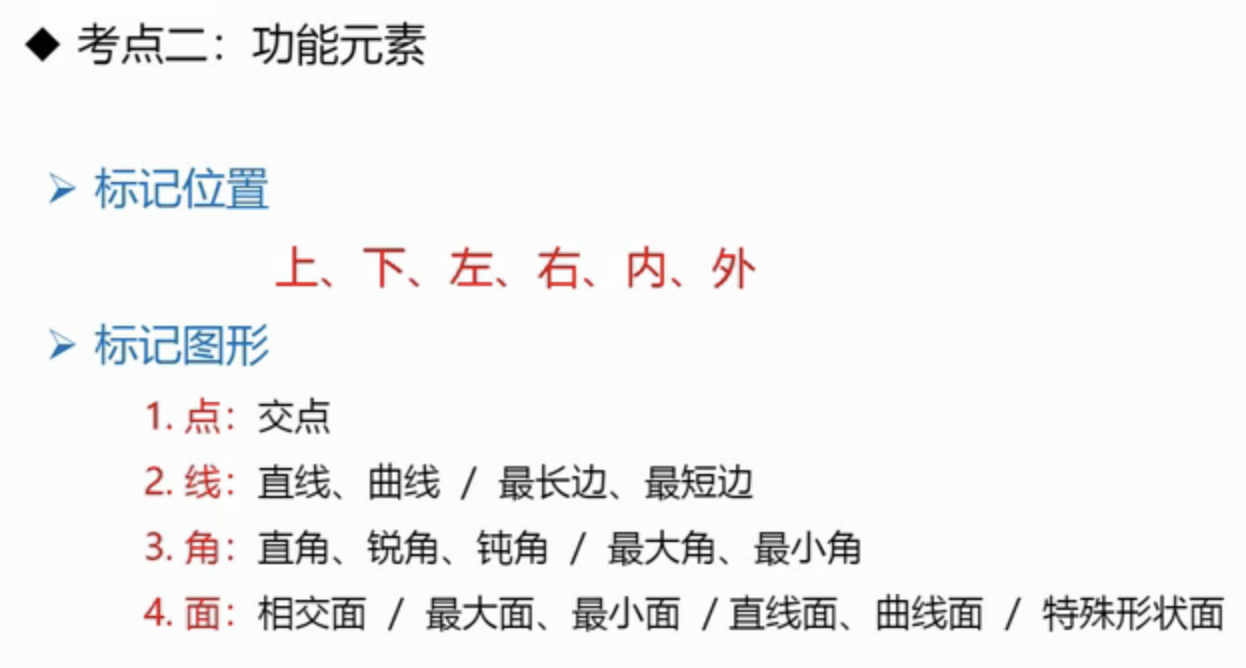 ◆ 考点二：功能元素
➢ 标记位置
上、下、左、右、内、外
➢ 标记图形
1. 点：交点
2. 线：直线、曲线 / 最长边、最短边
3. 角：直角、锐角、钝角 / 最大角、最小角
4. 面：相交面 / 最大面、最小面 / 直线面、曲线面 / 特殊形状面